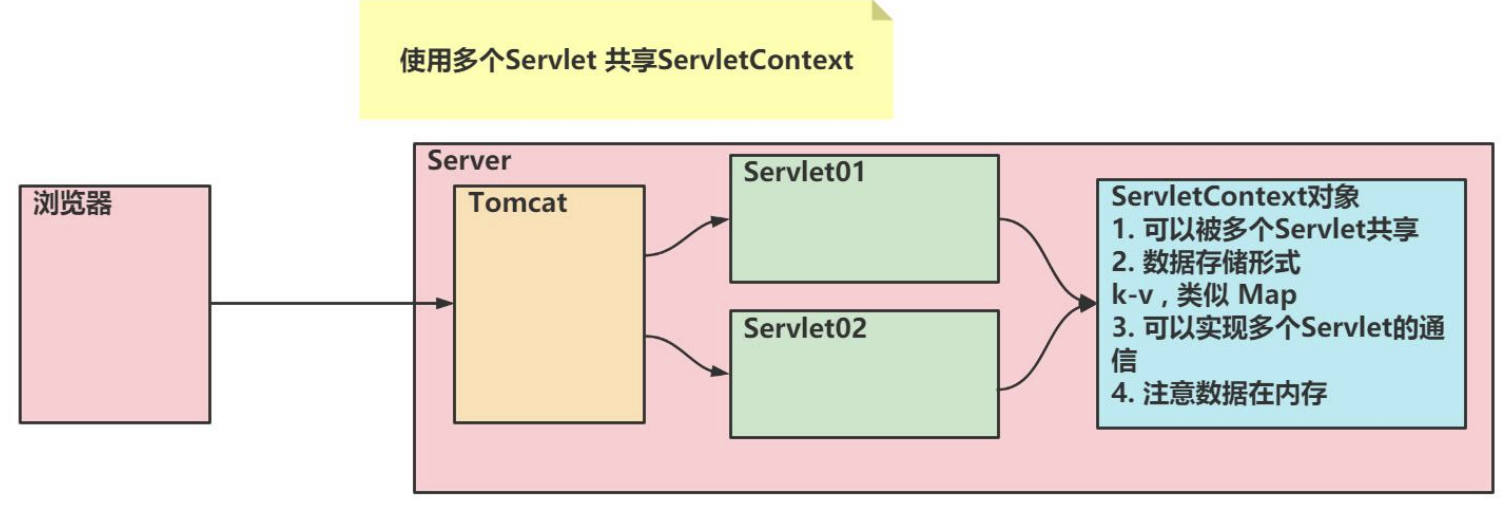 使用多个Servlet 共享ServletContext
浏览器
Server
Tomcat
Servlet01
Servlet02
ServletContext对象
1. 可以被多个Servlet共享
2. 数据存储形式
k-v , 类似 Map
3. 可以实现多个Servlet的通
信
4. 注意数据在内存